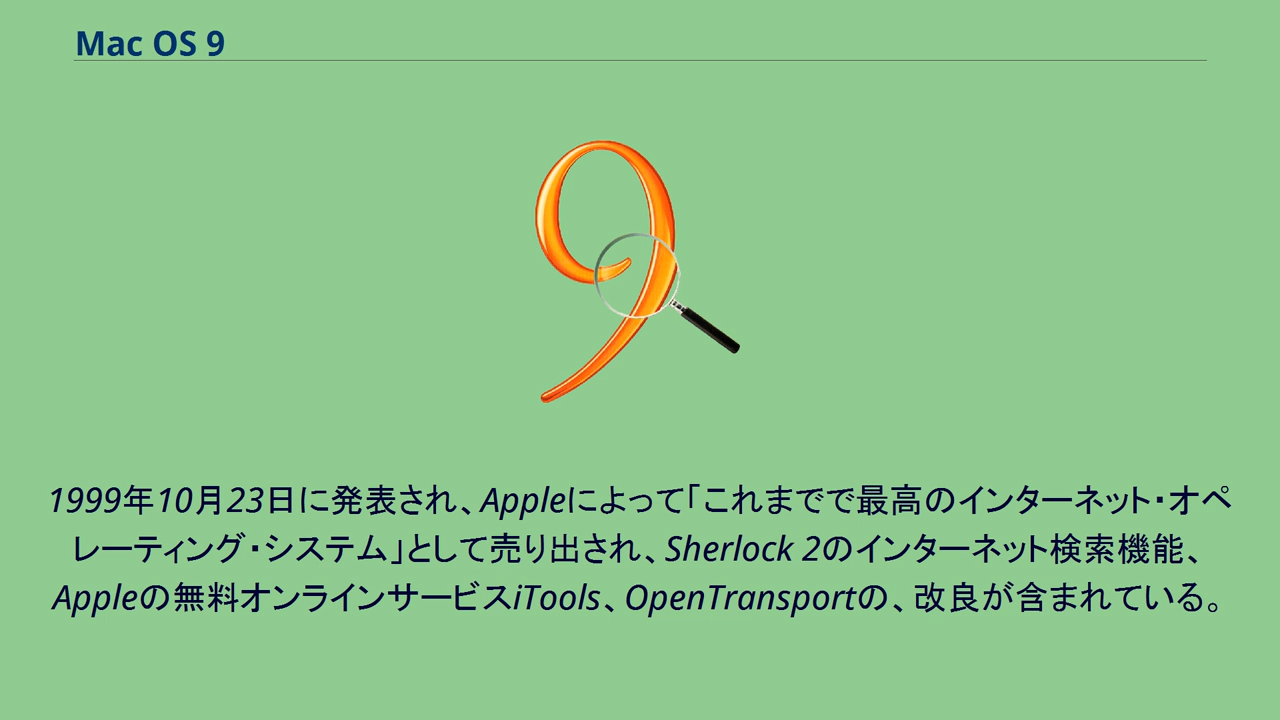 Mac OS 9
1999年10月23日に発表され、Appleによって「これまでで最高のインターネット・オペ
レーティング・システム」として売り出され、Sherlock 2のインターネット検索機能、
Appleの無料オンラインサービスiTools、OpenTransportの、改良が含まれている。